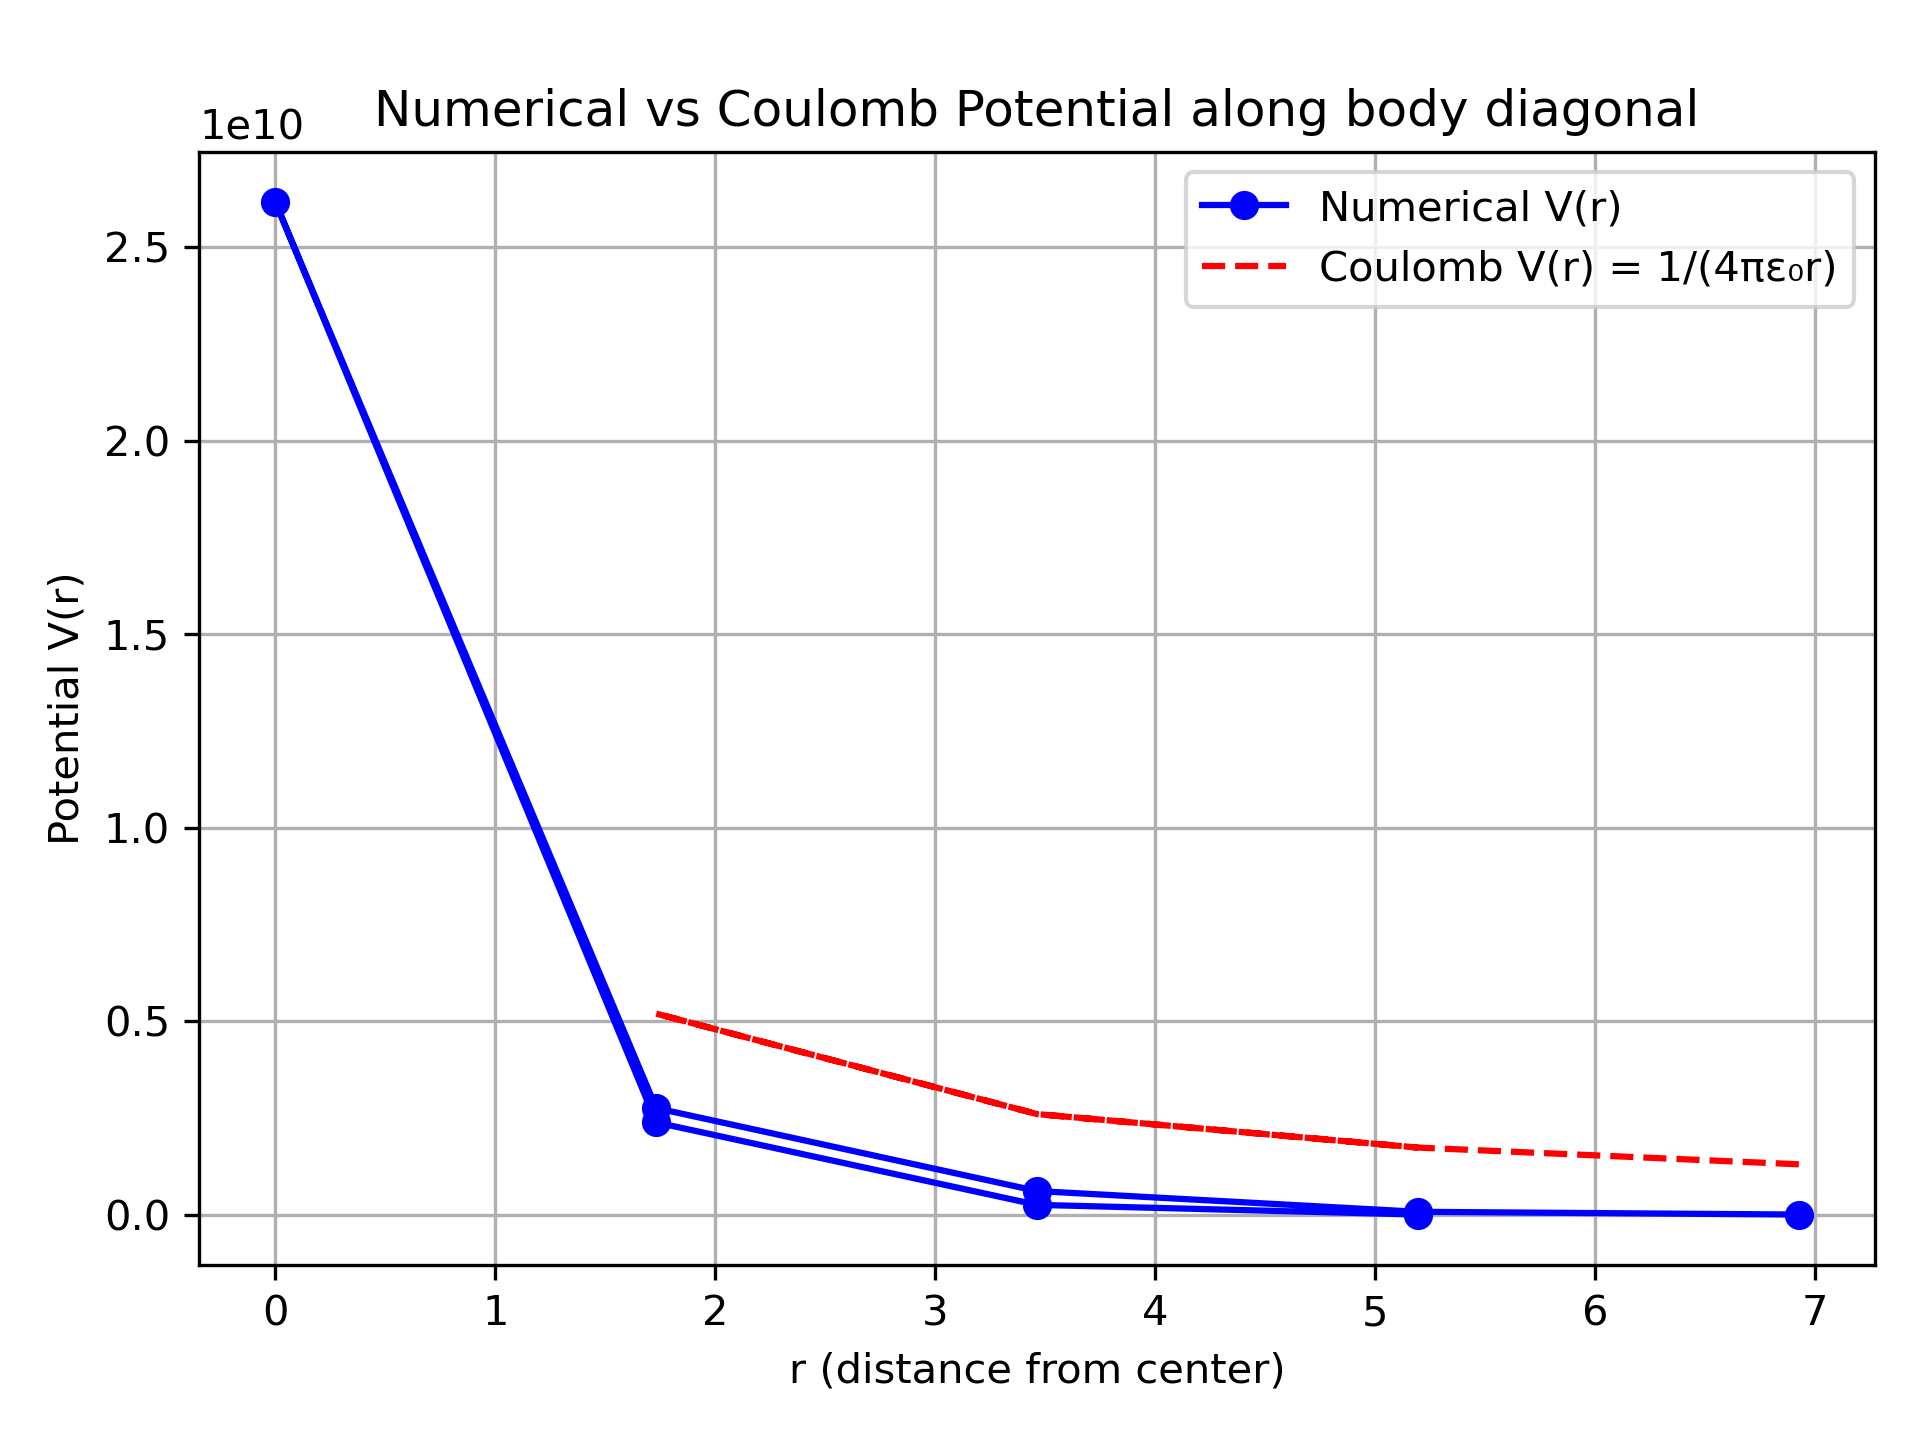 Numerical vs Coulomb Potential along body diagonal
1e10
Numerical V(r)
Coulomb V(r) = 1/(4πε₀r)
2.5
2.0
1.5
1.0
0.5
0.0
Potential V(r)
0 1 2 3 4 5 6 7
r (distance from center)